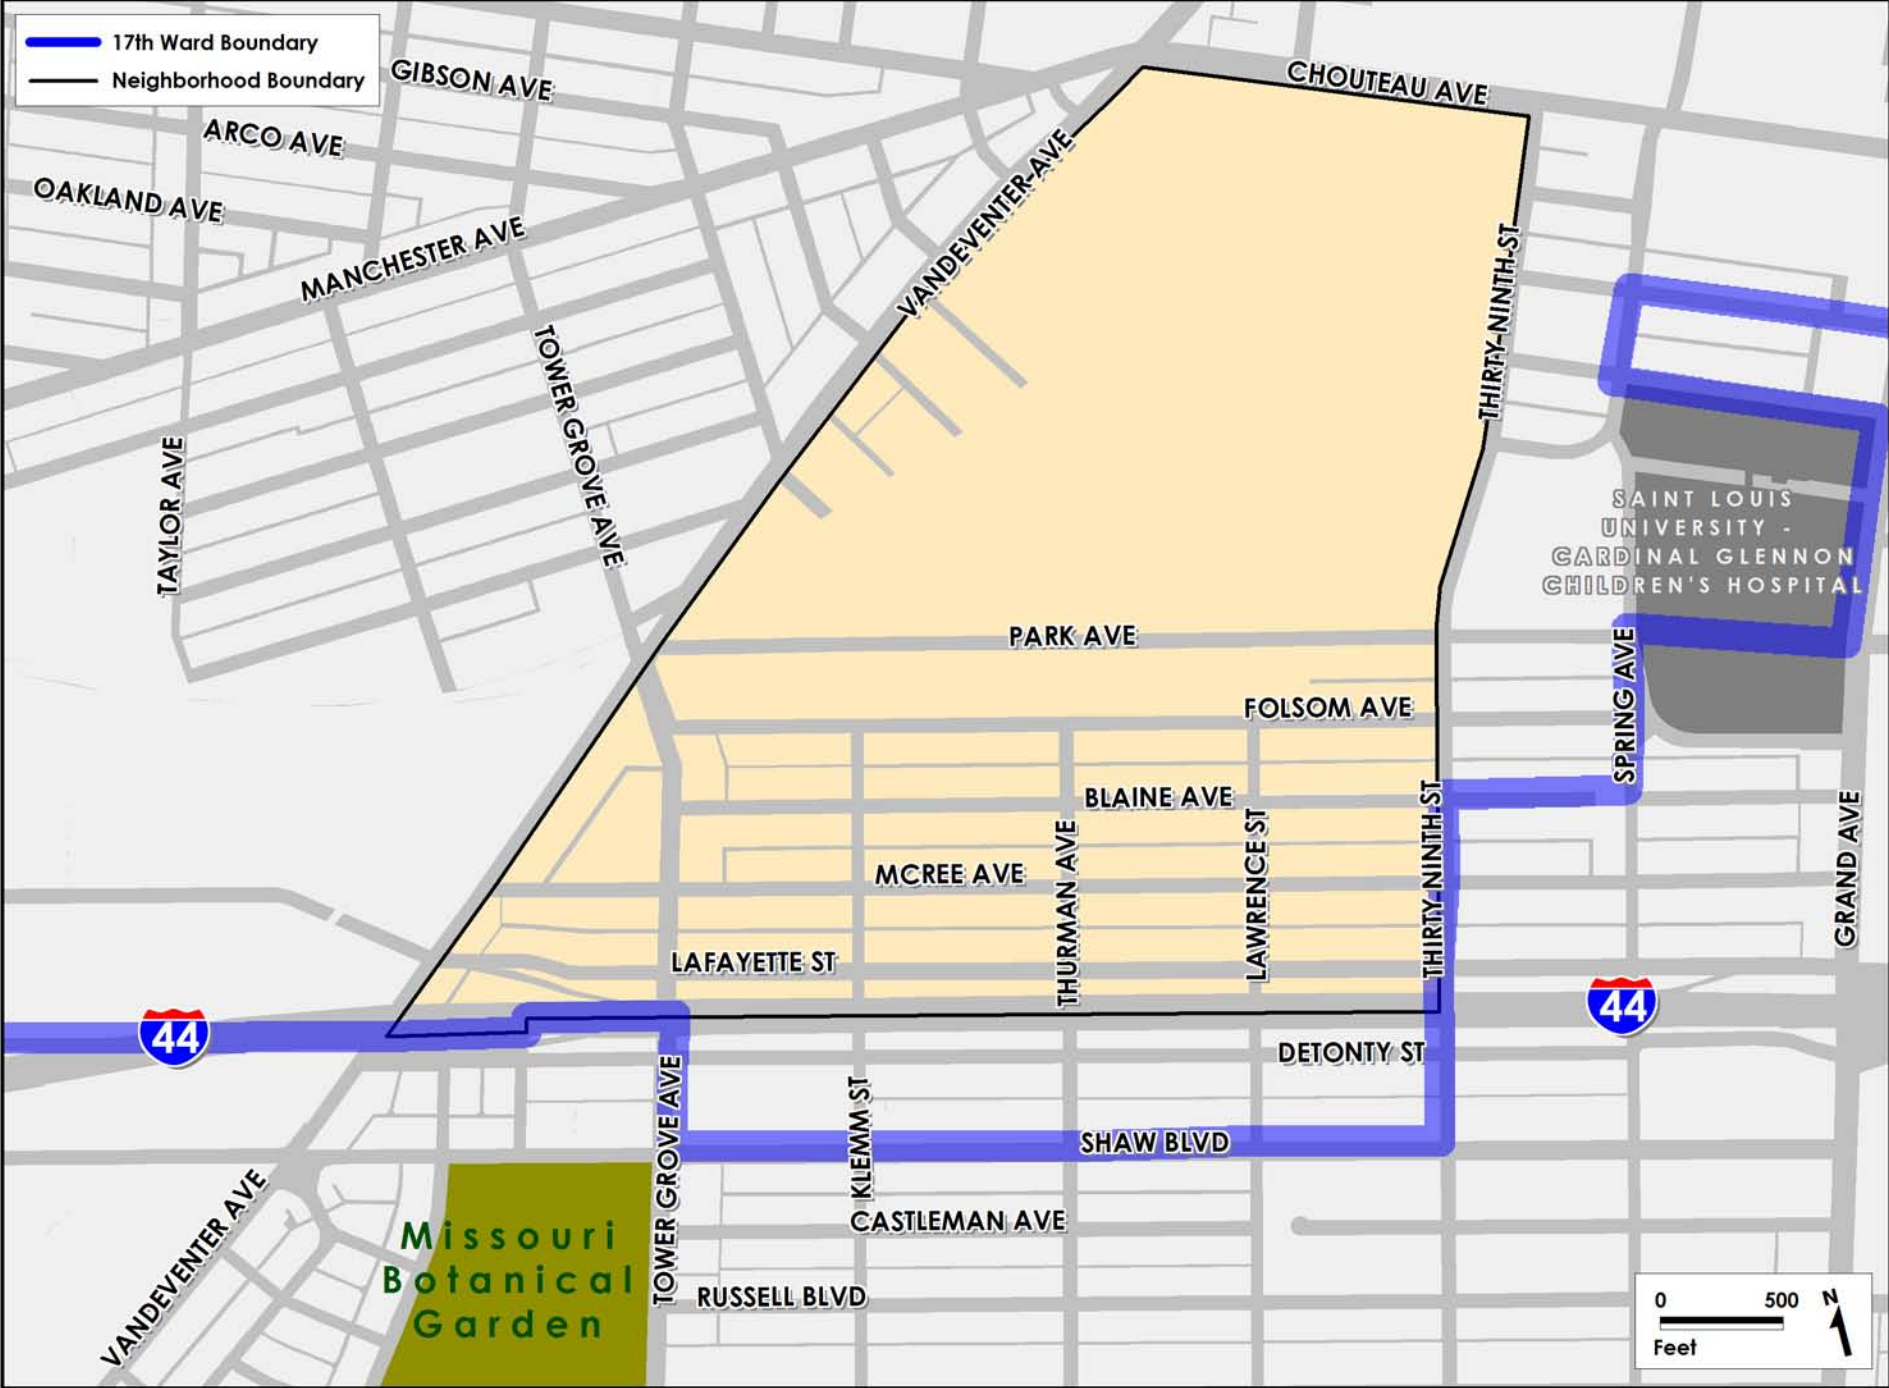 17th Ward Boundary
Neighborhood Boundary
GIBSON AVE
CHOUTEAU AVE
ARCO AVE
OAKLAND AVE
MANCHESTER AVE
VANDEVENTER AVE
THIRTY-NINTH ST
TOWER GROVE AVE
TAYLOR AVE
SAINT LOUIS
UNIVERSITY -
CARDINAL GLENNON
CHILDREN'S HOSPITAL
PARK AVE
SPRING AVE
FOLSOM AVE
BLAINE AVE
THIRTY-NINTH ST
GRAND AVE
THURMAN AVE
LAWRENCE ST
MCREE AVE
LAFAYETTE ST
44
44
DETONTY ST
TOWER GROVE AVE
KLEMM ST
SHAW BLVD
VANDEVENTER AVE
CASTLEMAN AVE
Missouri
Botanical
Garden
RUSSELL BLVD
0 500
Feet
N